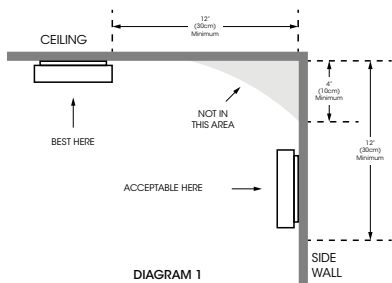 12"
(30cm)
Minimum
CEILING
4"
(10cm)
Minimum
NOT IN
THIS AREA
BEST HERE
12"
(30cm)
Minimum
ACCEPTABLE HERE
SIDE
WALL
DIAGRAM 1